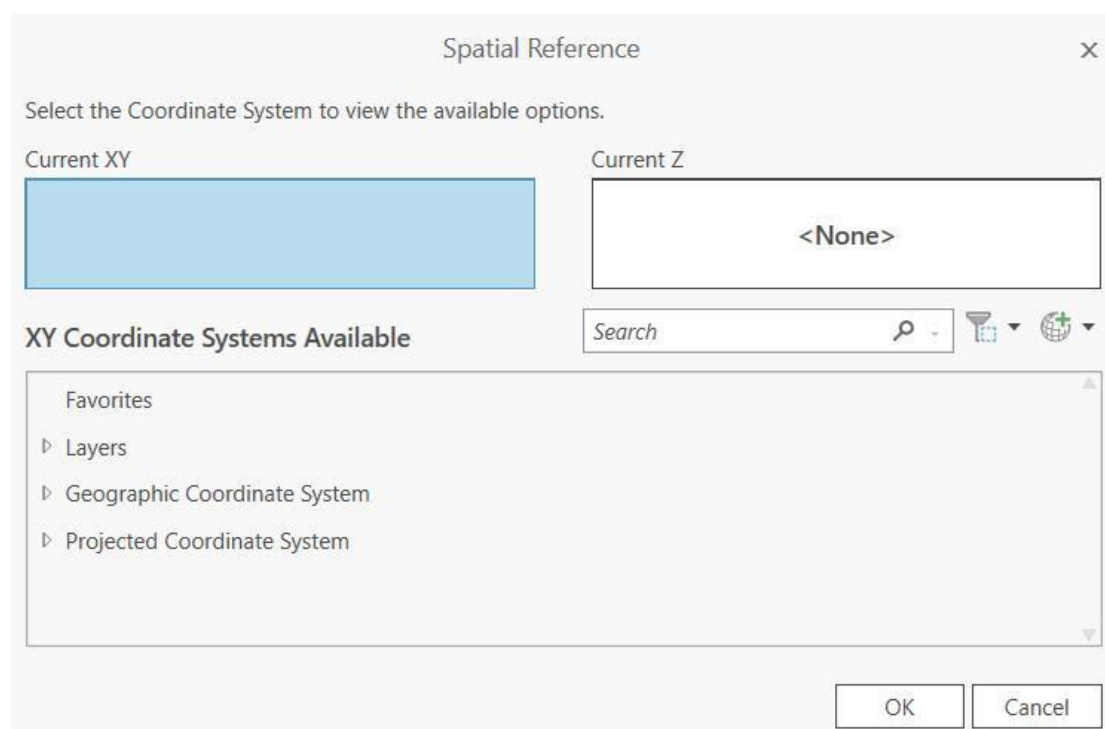 Spatial Reference
Select the Coordinate System to view the available options.
Current XY
Current Z
<None>
XY Coordinate Systems Available
Search
Favorites
Layers
Geographic Coordinate System
Projected Coordinate System
OK
Cancel